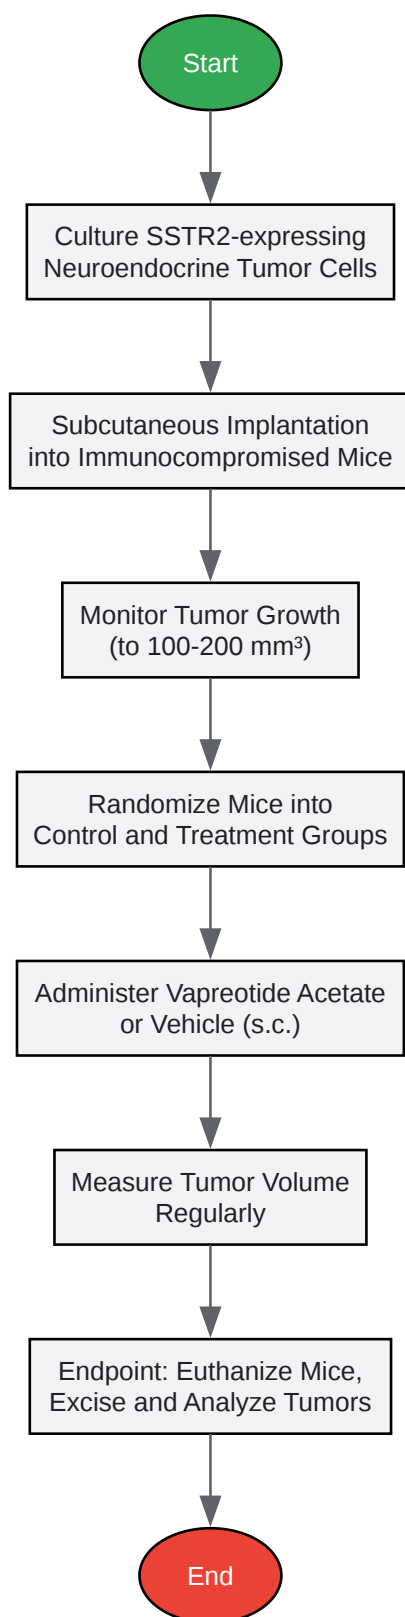 Start
Culture SSTR2-expressing
Neuroendocrine Tumor Cells
Subcutaneous Implantation
into Immunocompromised Mice
Monitor Tumor Growth
(to 100-200 mm³)
Randomize Mice into
Control and Treatment Groups
Administer Vapreotide Acetate
or Vehicle (s.c.)
Measure Tumor Volume
Regularly
Endpoint: Euthanize Mice,
Excise and Analyze Tumors
End